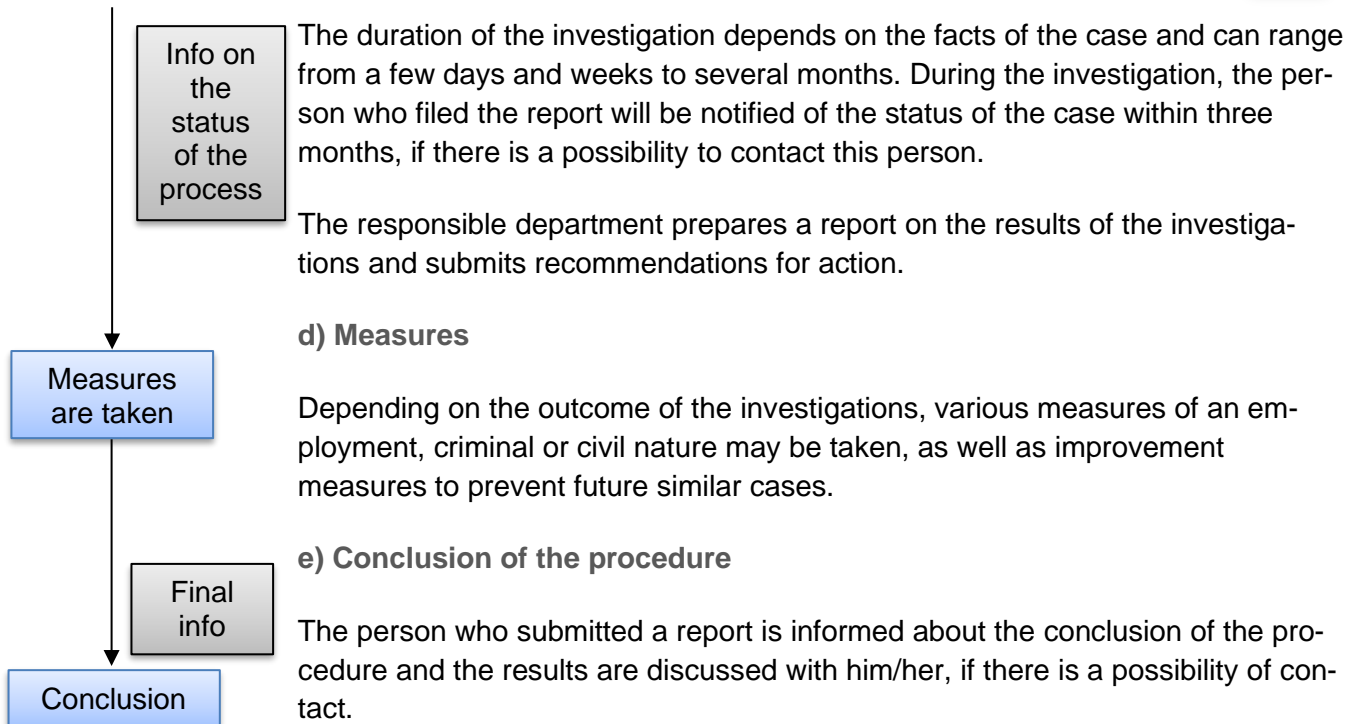 Info on
the
status
of the
process
The duration of the investigation depends on the facts of the case and can range
from a few days and weeks to several months. During the investigation, the per-
son who filed the report will be notified of the status of the case within three
months, if there is a possibility to contact this person.
The responsible department prepares a report on the results of the investiga-
tions and submits recommendations for action.
d) Measures
Measures
are taken
Depending on the outcome of the investigations, various measures of an em-
ployment, criminal or civil nature may be taken, as well as improvement
measures to prevent future similar cases.
e) Conclusion of the procedure
Final
info
The person who submitted a report is informed about the conclusion of the pro-
cedure and the results are discussed with him/her, if there is a possibility of con-
tact.
Conclusion